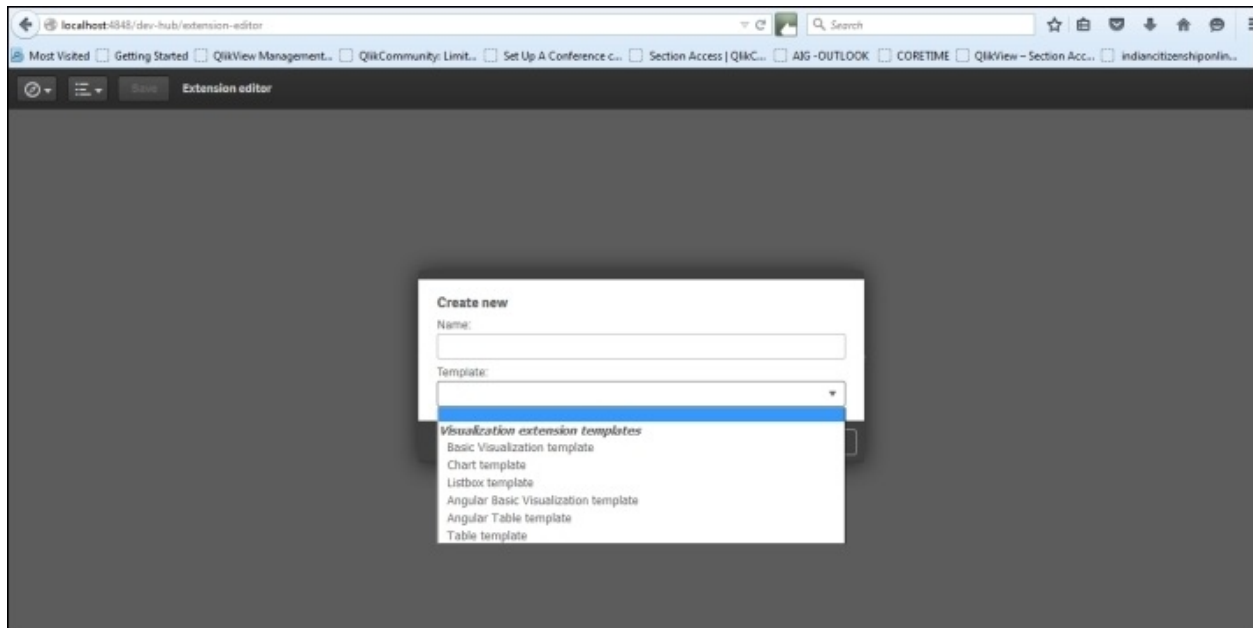 localhost:4848/dev-hub/extension-editor
Search
Most Visited Getting Started QlikView Management... QlikCommunity: Limit... Set Up A Conference c... Section Access | QlikC... AIG -OUTLOOK CORETIME QlikView – Section Acc... indiancitizenshiponlin...
Save Extension editor
Create new
Name:
Template:
Visualization extension templates
Basic Visualization template
Chart template
Listbox template
Angular Basic Visualization template
Angular Table template
Table template